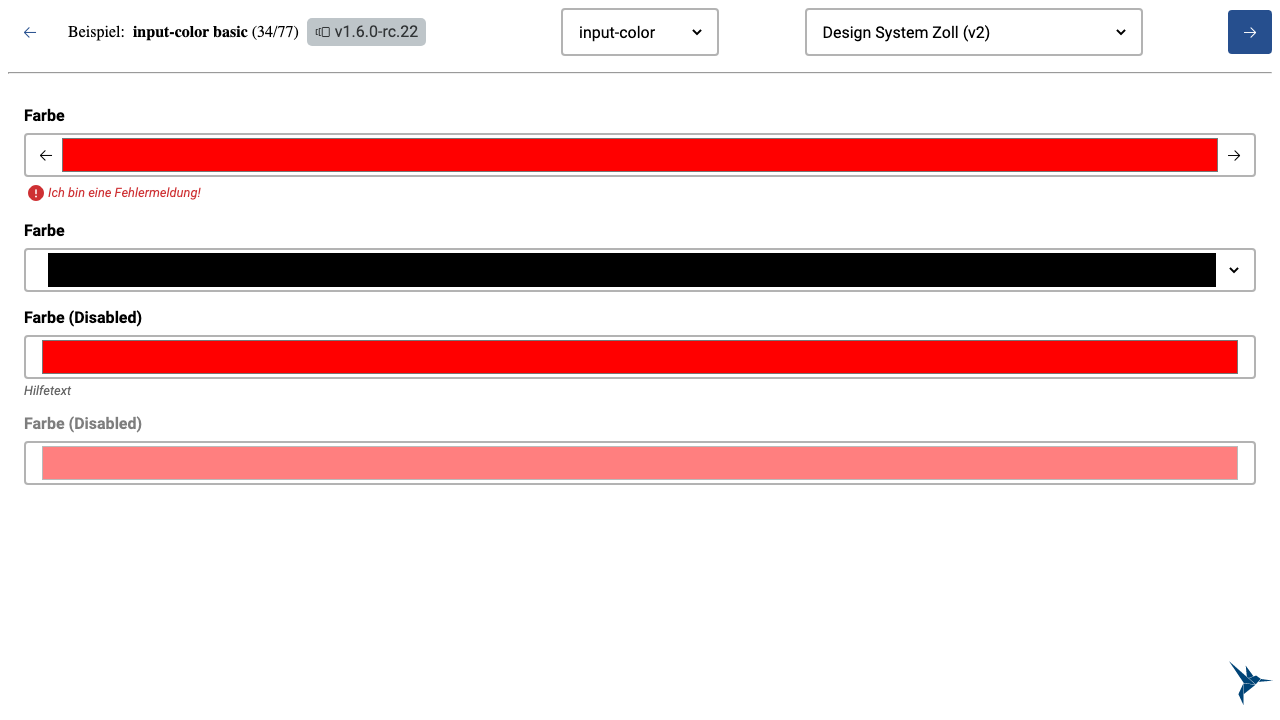 Beispiel: input-color basic (34/77) v1.6.0-rc.22 input-color Design System Zoll (v2)
Farbe
Ich bin eine Fehlermeldung!
Farbe
Farbe (Disabled)
Hilfetext
Farbe (Disabled)